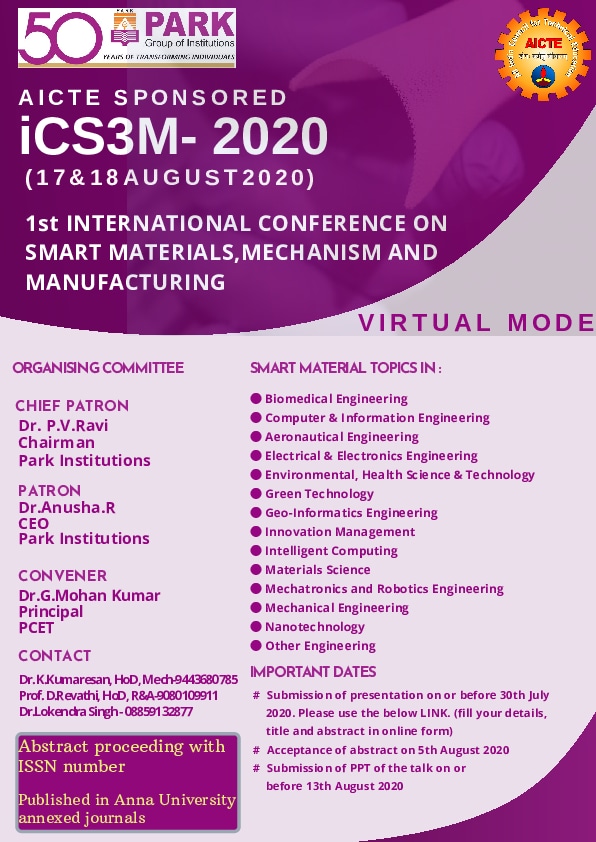 50
PARK
PARK
Group of Institutions
YEARS OF TRANSFORMING INDIVIDUALS
AICTE
AICTE SPONSORED
iCS3M- 2020
(17&18AUGUST2020)
1st INTERNATIONAL CONFERENCE ON
SMART MATERIALS,MECHANISM AND
MANUFACTURING
VIRTUAL MODE
ORGANISING COMMITTEE
CHIEF PATRON
Dr. P.V.Ravi
Chairman
Park Institutions
PATRON
Dr.Anusha.R
CEO
Park Institutions
CONVENER
Dr.G.Mohan Kumar
Principal
PCET
CONTACT
Dr. K.Kumaresan, HoD, Mech-9443680785
Prof. D.Revathi, HoD, R&A-9080109911
Dr.Lokendra Singh - 08859132877
Abstract proceeding with
ISSN number
Published in Anna University
annexed journals
SMART MATERIAL TOPICS IN :
● Biomedical Engineering
● Computer & Information Engineering
● Aeronautical Engineering
● Electrical & Electronics Engineering
● Environmental, Health Science & Technology
● Green Technology
● Geo-Informatics Engineering
● Innovation Management
● Intelligent Computing
● Materials Science
● Mechatronics and Robotics Engineering
● Mechanical Engineering
● Nanotechnology
● Other Engineering
IMPORTANT DATES
# Submission of presentation on or before 30th July
2020. Please use the below LINK. (fill your details,
title and abstract in online form)
# Acceptance of abstract on 5th August 2020
# Submission of PPT of the talk on or
before 13th August 2020